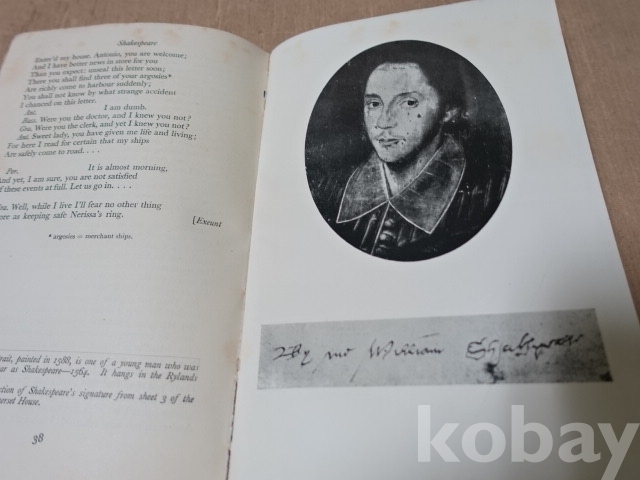 Shakespeare
Enter'd my house. Antonio, you are welcome;
And I have better news in store for you
Than you expect: unseal this letter soon;
There you shall find three of your argosies*
Are richly come to harbour suddenly;
You shall not know by what strange accident
I chanced on this letter.
Ant. I am dumb.
Bass. Were you the doctor, and I knew you not?
Gra. Were you the clerk, and yet I knew you not?
Ant. Sweet lady, you have given me life and living;
For here I read for certain that my ships
Are safely come to road. . . .
Por. It is almost morning,
And yet, I am sure, you are not satisfied
these events at full. Let us go in. . . .
Well, while I live I'll fear no other thing
as keeping safe Nerissa's ring.
[Exeunt
* argosies = merchant ships.
painted in 1588, is one of a young man who was
as Shakespeare—1564. It hangs in the Rylands
of Shakespeare's signature from sheet 3 of the
House.
38
By me William Shakspeare
kobay